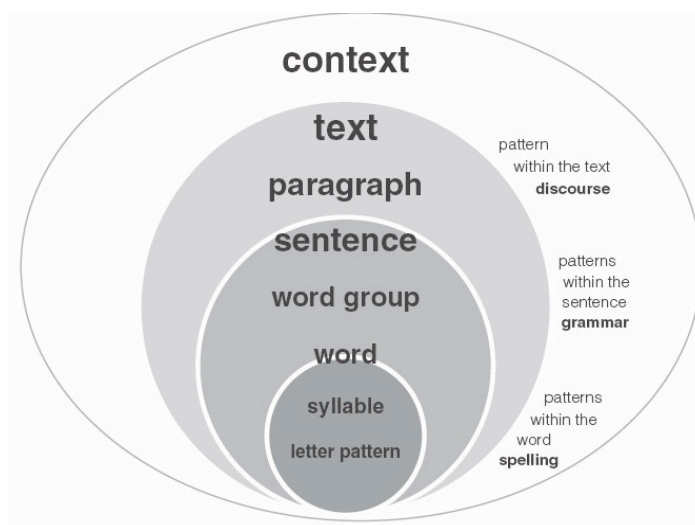 context
text
paragraph
sentence
word group
word
syllable
letter pattern
pattern
within the text
discourse
patterns
within the
sentence
grammar
patterns
within the
word
spelling